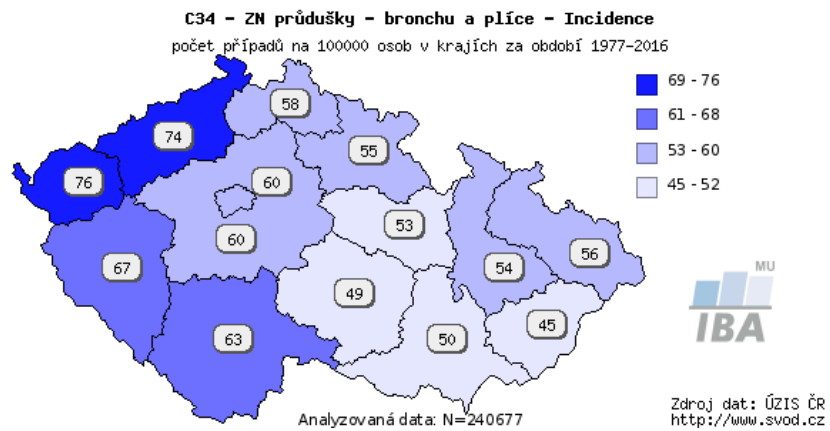 C34 - ZN průdušky - bronchu a plíce - Incidence
počet případů na 100000 osob v krajích za období 1977-2016
69 - 76
61 - 68
53 - 60
45 - 52
58
74
55
76
60
53
60
67
56
54
49
45
50
63
MU
IBA
Analyzovaná data: N=240677
Zdroj dat: ÚZIS ČR
http://www.svod.cz